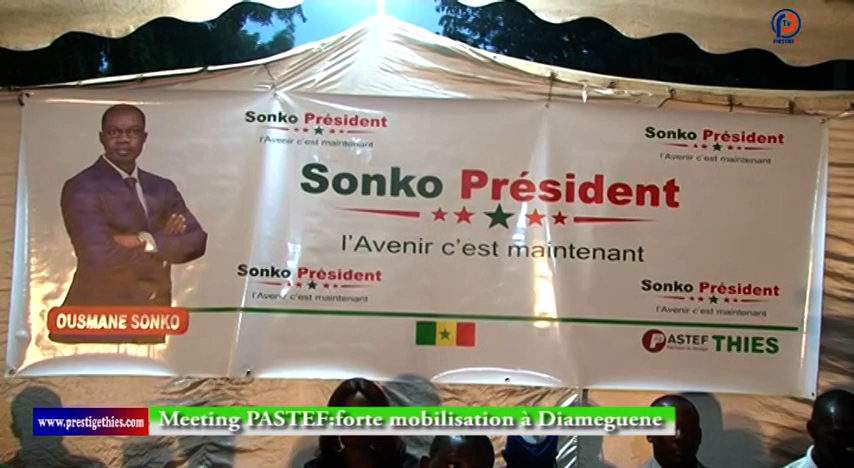 Tv
Sonko Président
l'Avenir c'est maintenant
Sonko Président
l'Avenir c'est maintenant
Sonko Président
l'Avenir c'est maintenant
Sonko Président
l'Avenir c'est maintenant
Sonko Président
l'Avenir c'est maintenant
OUSMANE SONKO
PASTEF THIES
www.prestigethies.com
Meeting PASTEF:forte mobilisation à Diameguene